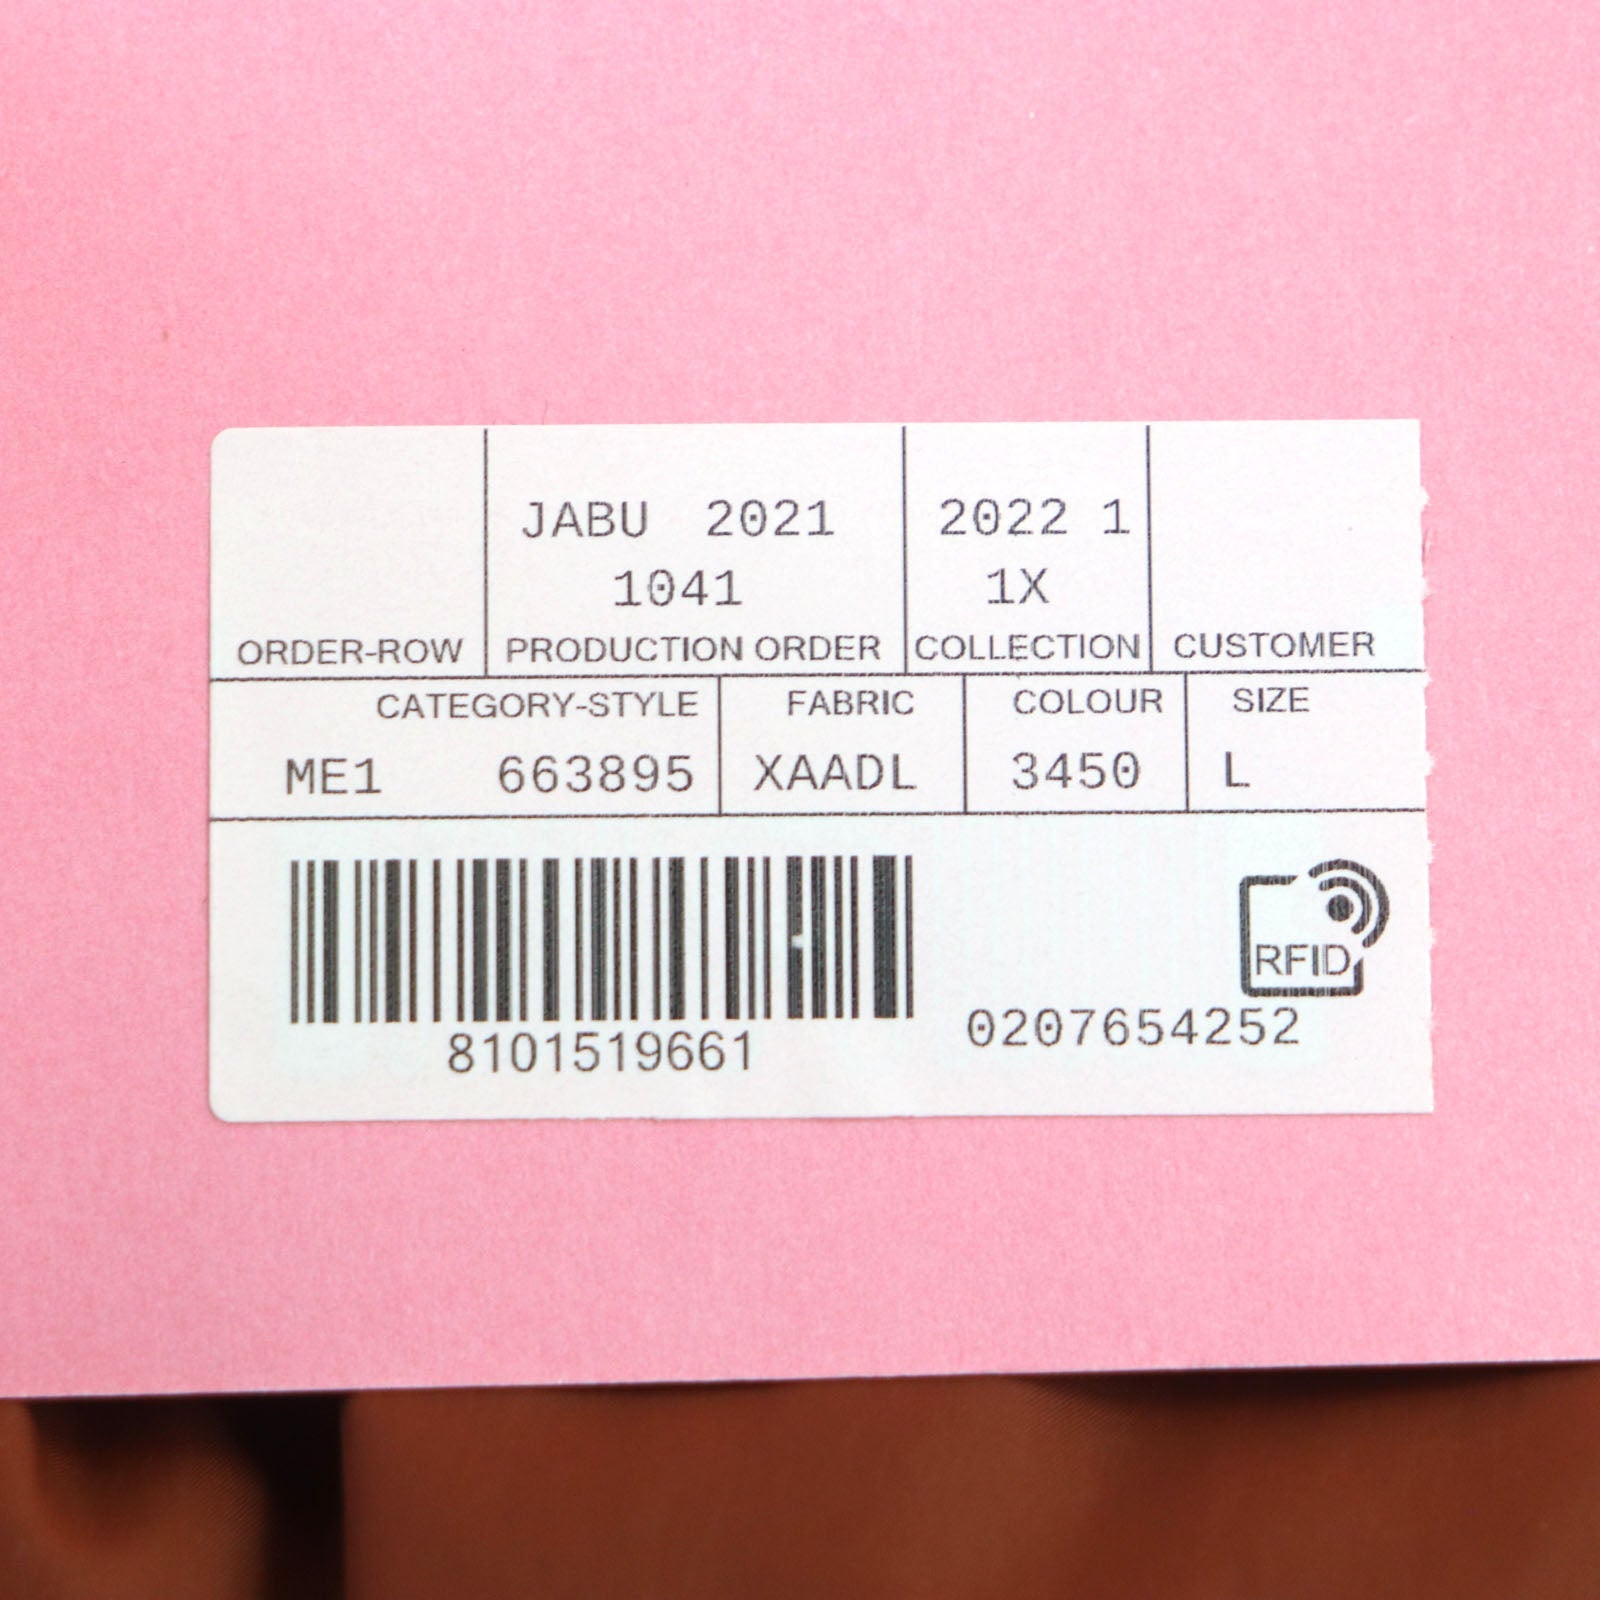 JABU 2021 2022 1
1041 1X
ORDER-ROW PRODUCTION ORDER COLLECTION CUSTOMER
CATEGORY-STYLE FABRIC COLOUR SIZE
ME1 663895 XAADL 3450 L
RFID
8101519661 0207654252